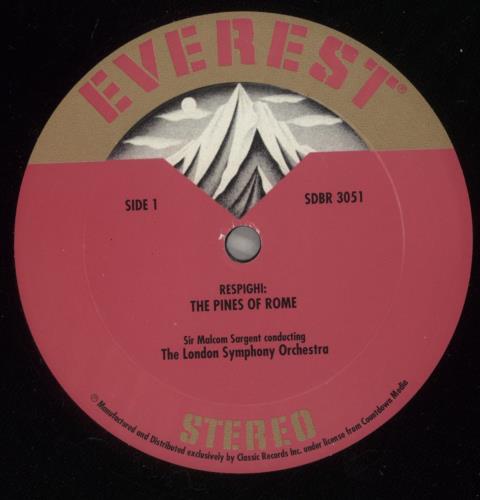 EVEREST®
SIDE 1
SDBR 3051
RESPIGHI:
THE PINES OF ROME
Sir Malcom Sargent conducting
The London Symphony Orchestra
STEREO
℗ Manufactured and Distributed exclusively by Classic Records Inc. under license from Countdown Media